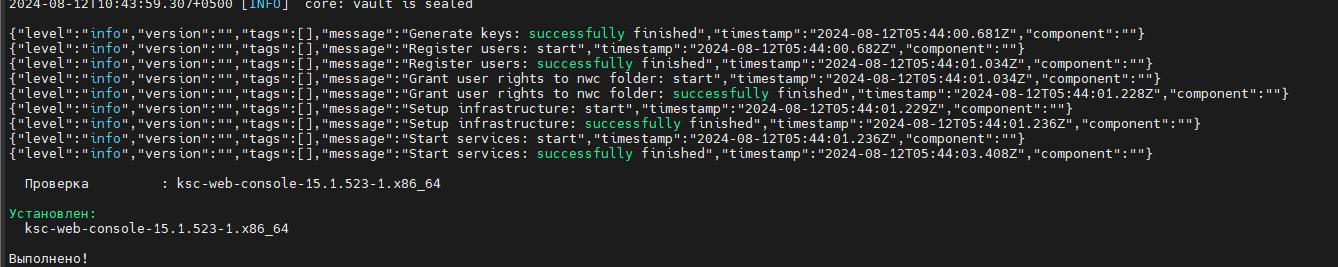 2024-08-12T10:43:59.307+0500 [INFO]  core: vault is sealed
{"level":"info","version":"","tags":[],"message":"Generate keys: successfully finished","timestamp":"2024-08-12T05:44:00.681Z","component":""}
{"level":"info","version":"","tags":[],"message":"Register users: start","timestamp":"2024-08-12T05:44:00.682Z","component":""}
{"level":"info","version":"","tags":[],"message":"Register users: successfully finished","timestamp":"2024-08-12T05:44:01.034Z","component":""}
{"level":"info","version":"","tags":[],"message":"Grant user rights to nwc folder: start","timestamp":"2024-08-12T05:44:01.034Z","component":""}
{"level":"info","version":"","tags":[],"message":"Grant user rights to nwc folder: successfully finished","timestamp":"2024-08-12T05:44:01.228Z","component":""}
{"level":"info","version":"","tags":[],"message":"Setup infrastructure: start","timestamp":"2024-08-12T05:44:01.229Z","component":""}
{"level":"info","version":"","tags":[],"message":"Setup infrastructure: successfully finished","timestamp":"2024-08-12T05:44:01.236Z","component":""}
{"level":"info","version":"","tags":[],"message":"Start services: start","timestamp":"2024-08-12T05:44:01.236Z","component":""}
{"level":"info","version":"","tags":[],"message":"Start services: successfully finished","timestamp":"2024-08-12T05:44:03.408Z","component":""}
Проверка : ksc-web-console-15.1.523-1.x86_64
Установлен:
ksc-web-console-15.1.523-1.x86_64
Выполнено!